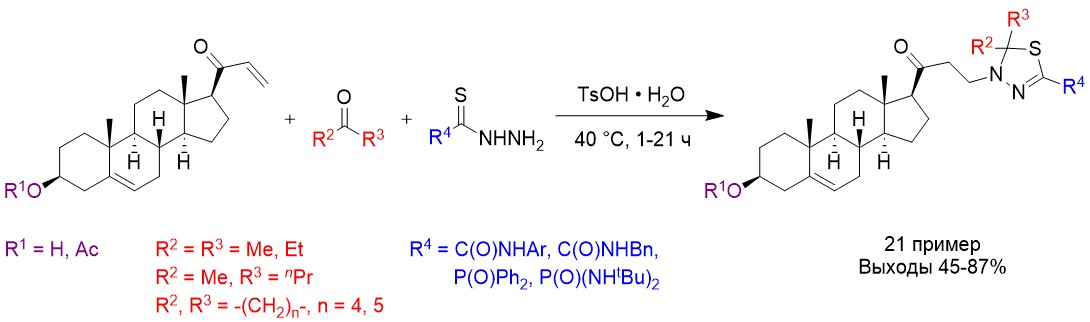 O
H
H
H
R¹O
+
O
R² R³
+
S
R⁴ NHNH₂
TsOH • H₂O
40 °C, 1-21 ч
O
R² R³
S
N
N
R⁴
H
H
H
R¹O
R¹ = H, Ac
R² = R³ = Me, Et
R² = Me, R³ = ⁿPr
R², R³ = -(CH₂)ₙ-, n = 4, 5
R⁴ = C(O)NHAr, C(O)NHBn,
P(O)Ph₂, P(O)(NHᵗBu)₂
21 пример
Выходы 45-87%